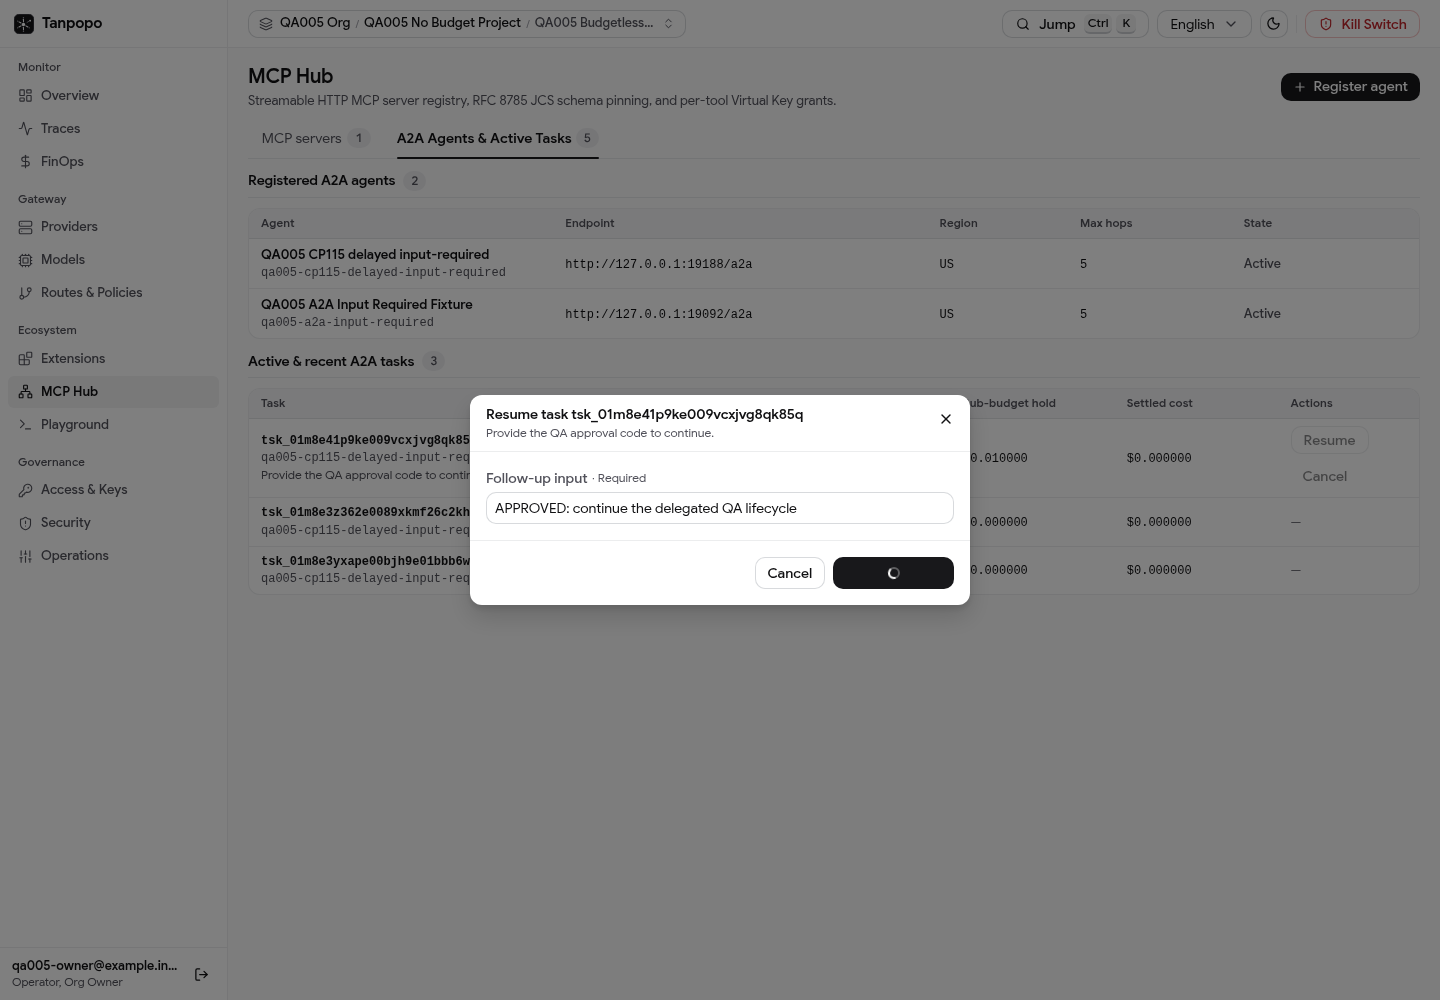 Tanpopo
QA005 Org / QA005 No Budget Project / QA005 Budgetless...
Jump Ctrl K
English
Kill Switch
Monitor
Overview
Traces
FinOps
Gateway
Providers
Models
Routes & Policies
Ecosystem
Extensions
MCP Hub
Playground
Governance
Access & Keys
Security
Operations
qa005-owner@example.in...
Operator, Org Owner
MCP Hub
Streamable HTTP MCP server registry, RFC 8785 JCS schema pinning, and per-tool Virtual Key grants.
+ Register agent
MCP servers 1
A2A Agents & Active Tasks 5
Registered A2A agents 2
Agent Endpoint Region Max hops State
QA005 CP115 delayed input-required
qa005-cp115-delayed-input-required
http://127.0.0.1:19188/a2a US 5 Active
QA005 A2A Input Required Fixture
qa005-a2a-input-required
http://127.0.0.1:19092/a2a US 5 Active
Active & recent A2A tasks 3
Task ub-budget hold Settled cost Actions
tsk_01m8e41p9ke009vcxjvg8qk85
qa005-cp115-delayed-input-req
Provide the QA approval code to contin
0.010000 $0.000000
Resume
Cancel
tsk_01m8e3z362e0089xkmf26c2kh
qa005-cp115-delayed-input-req
0.000000 $0.000000 —
tsk_01m8e3yxape00bjh9e01bbb6w
qa005-cp115-delayed-input-req
0.000000 $0.000000 —
Resume task tsk_01m8e41p9ke009vcxjvg8qk85q
Provide the QA approval code to continue.
Follow-up input · Required
APPROVED: continue the delegated QA lifecycle
Cancel